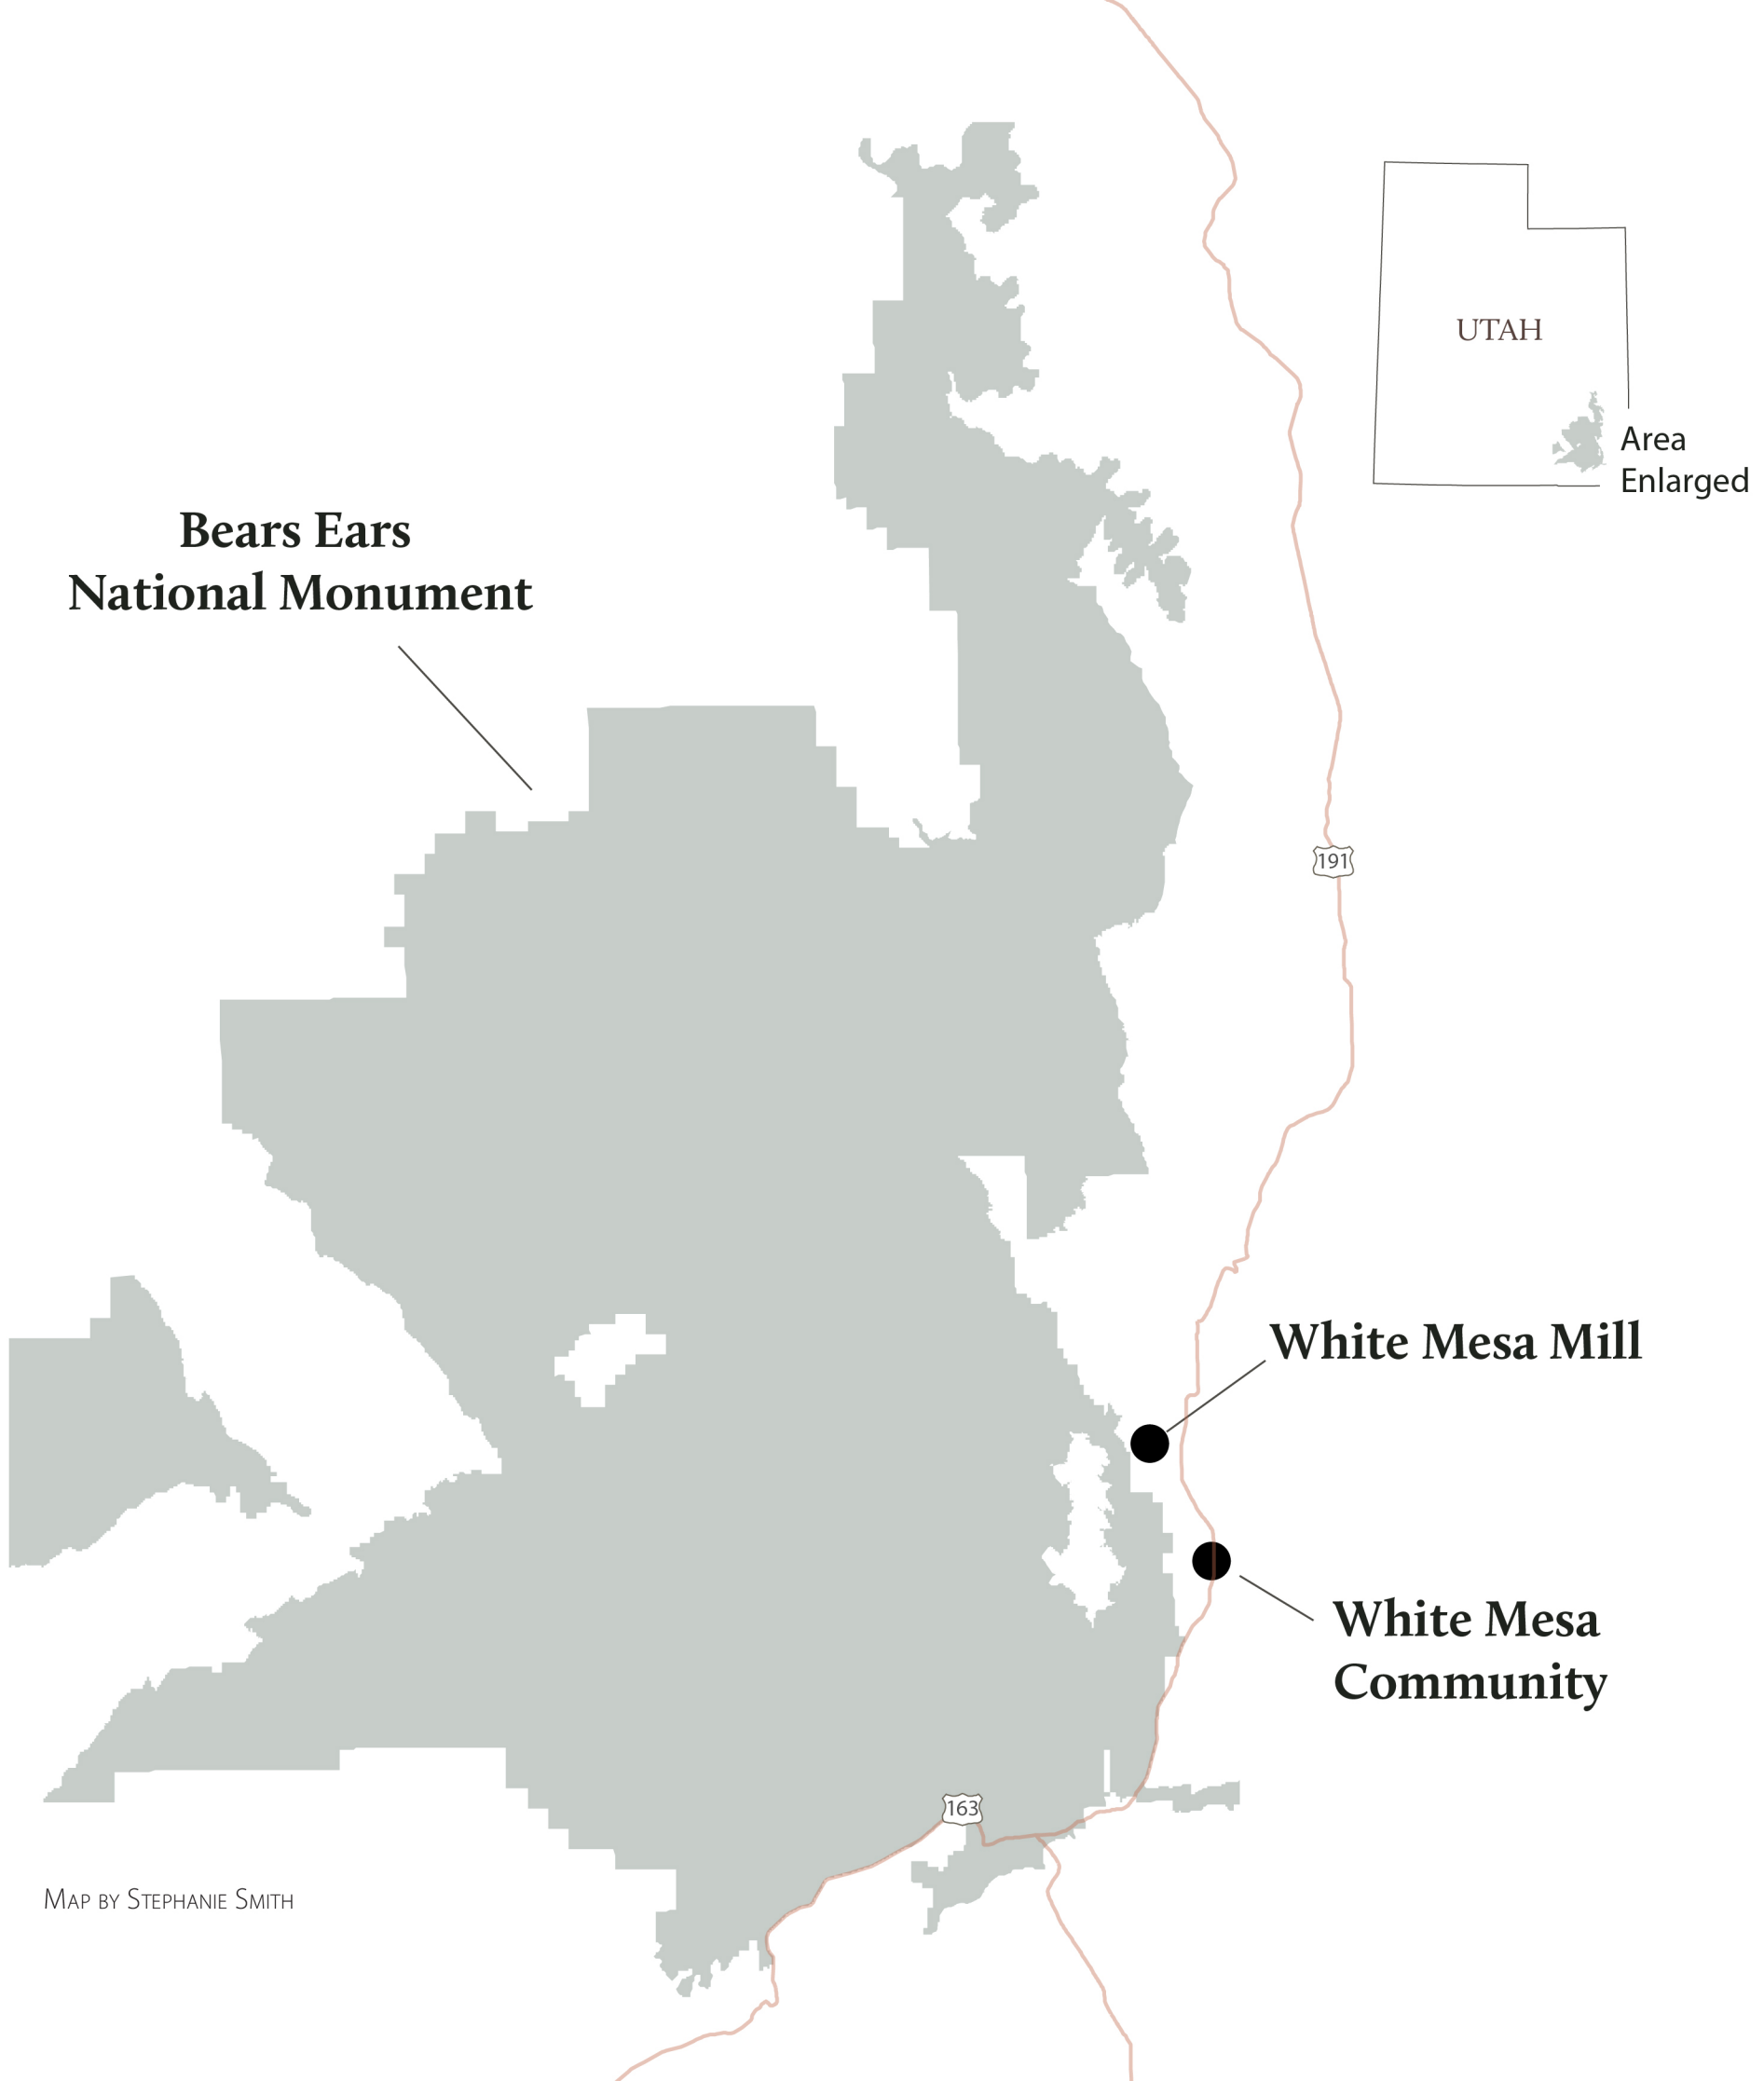 UTAH
Area
Enlarged
Bears Ears
National Monument
191
White Mesa Mill
White Mesa
Community
163
Map by Stephanie Smith